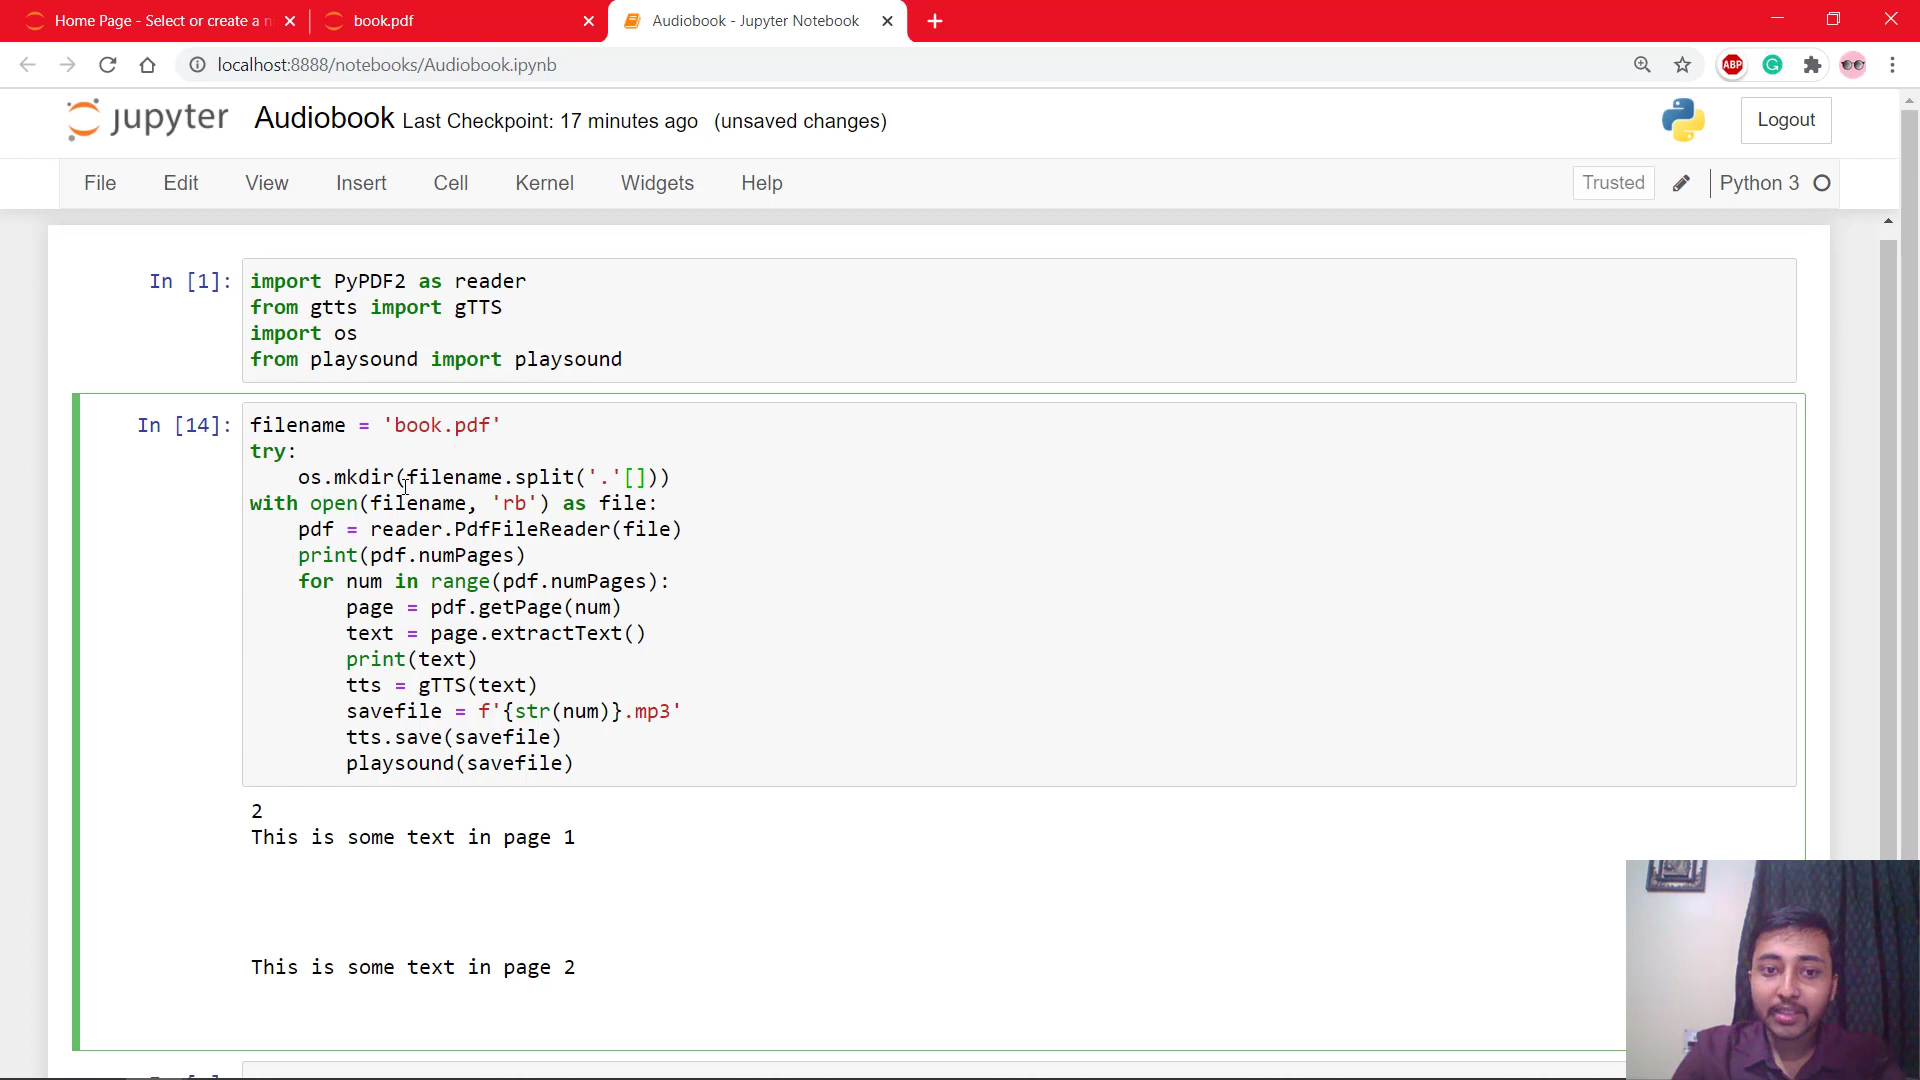 Home Page - Select or create a n
book.pdf
Audiobook - Jupyter Notebook
localhost:8888/notebooks/Audiobook.ipynb
ABP
G
jupyter Audiobook Last Checkpoint: 17 minutes ago (unsaved changes)
Logout
File Edit View Insert Cell Kernel Widgets Help
Trusted Python 3
In [1]: import PyPDF2 as reader
from gtts import gTTS
import os
from playsound import playsound
In [14]: filename = 'book.pdf'
try:
os.mkdir(filename.split('.'[]))
with open(filename, 'rb') as file:
pdf = reader.PdfFileReader(file)
print(pdf.numPages)
for num in range(pdf.numPages):
page = pdf.getPage(num)
text = page.extractText()
print(text)
tts = gTTS(text)
savefile = f'{str(num)}.mp3'
tts.save(savefile)
playsound(savefile)
2
This is some text in page 1
This is some text in page 2